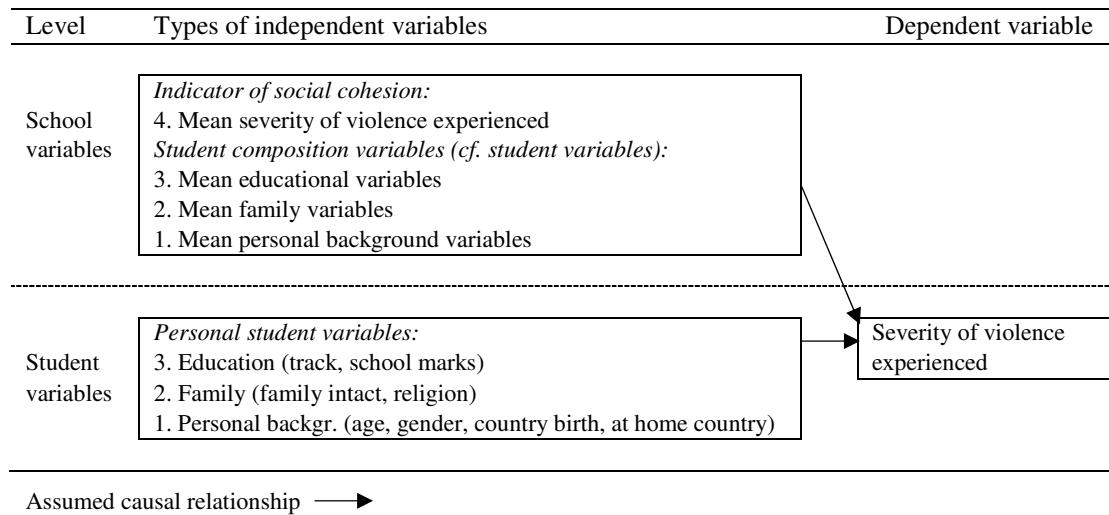 Level Types of independent variables Dependent variable
Indicator of social cohesion:
School variables
4. Mean severity of violence experienced
Student composition variables (cf. student variables):
3. Mean educational variables
2. Mean family variables
1. Mean personal background variables
Personal student variables:
Student variables
3. Education (track, school marks)
2. Family (family intact, religion)
1. Personal backgr. (age, gender, country birth, at home country)
Severity of violence
experienced
Assumed causal relationship